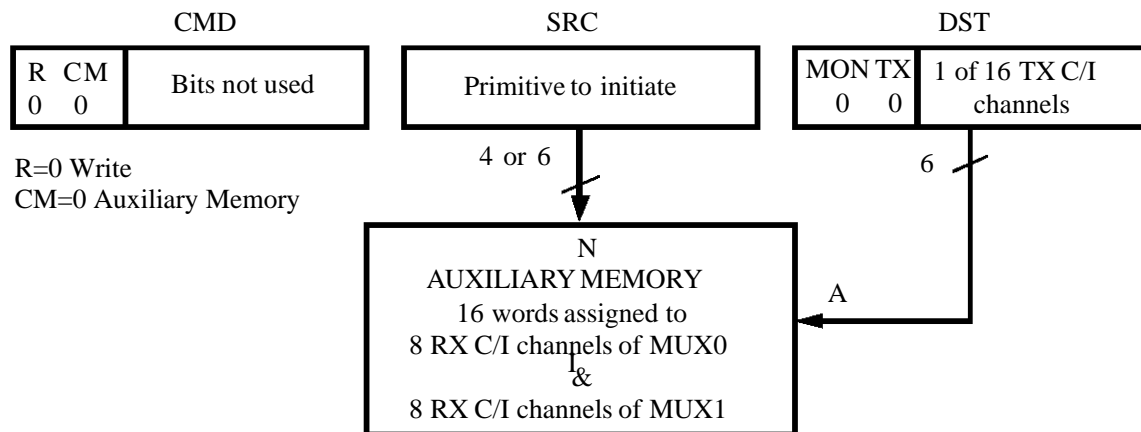 CMD
SRC
DST
R CM
0 0
Bits not used
Primitive to initiate
MON TX
0 0
1 of 16 TX C/I
channels
R=0 Write
CM=0 Auxiliary Memory
4 or 6
6
N
AUXILIARY MEMORY
16 words assigned to
8 RX C/I channels of MUX0
I
&
8 RX C/I channels of MUX1
A